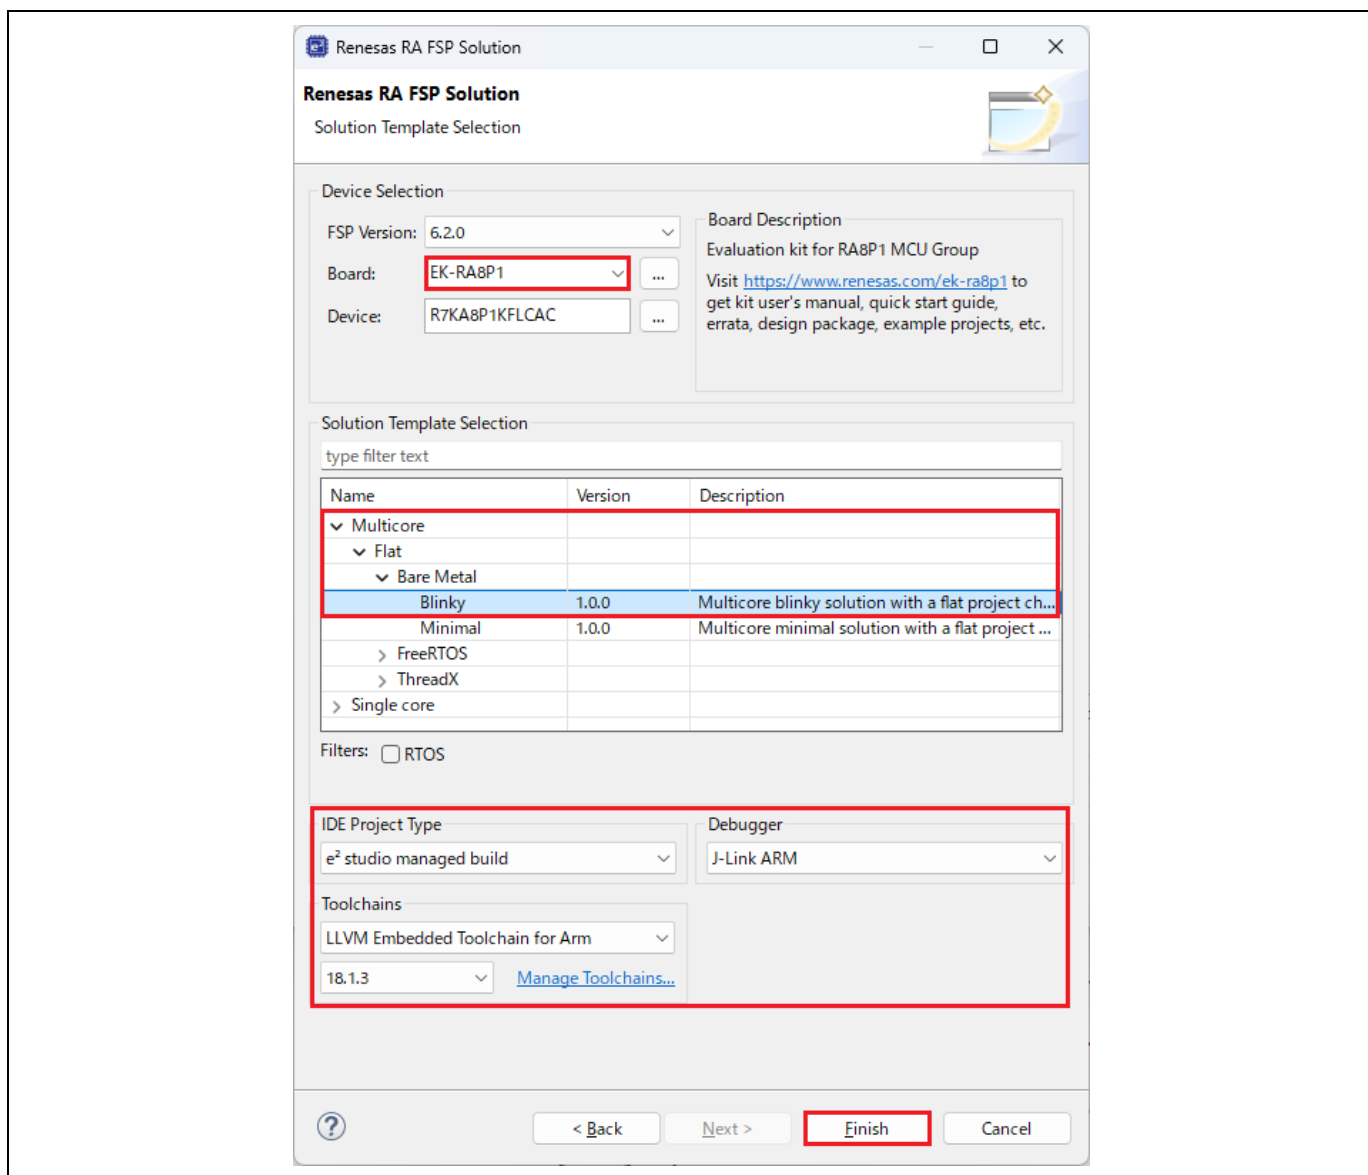 Renesas RA FSP Solution
Renesas RA FSP Solution
Solution Template Selection
Device Selection
FSP Version: 6.2.0
Board: EK-RA8P1 ...
Device: R7KA8P1KFLCAC ...
Board Description
Evaluation kit for RA8P1 MCU Group
Visit https://www.renesas.com/ek-ra8p1 to
get kit user's manual, quick start guide,
errata, design package, example projects, etc.
Solution Template Selection
type filter text
Name Version Description
Multicore
Flat
Bare Metal
Blinky 1.0.0 Multicore blinky solution with a flat project ch...
Minimal 1.0.0 Multicore minimal solution with a flat project ...
FreeRTOS
ThreadX
Single core
Filters: RTOS
IDE Project Type
e² studio managed build
Debugger
J-Link ARM
Toolchains
LLVM Embedded Toolchain for Arm
18.1.3 Manage Toolchains...
? < Back Next > Finish Cancel